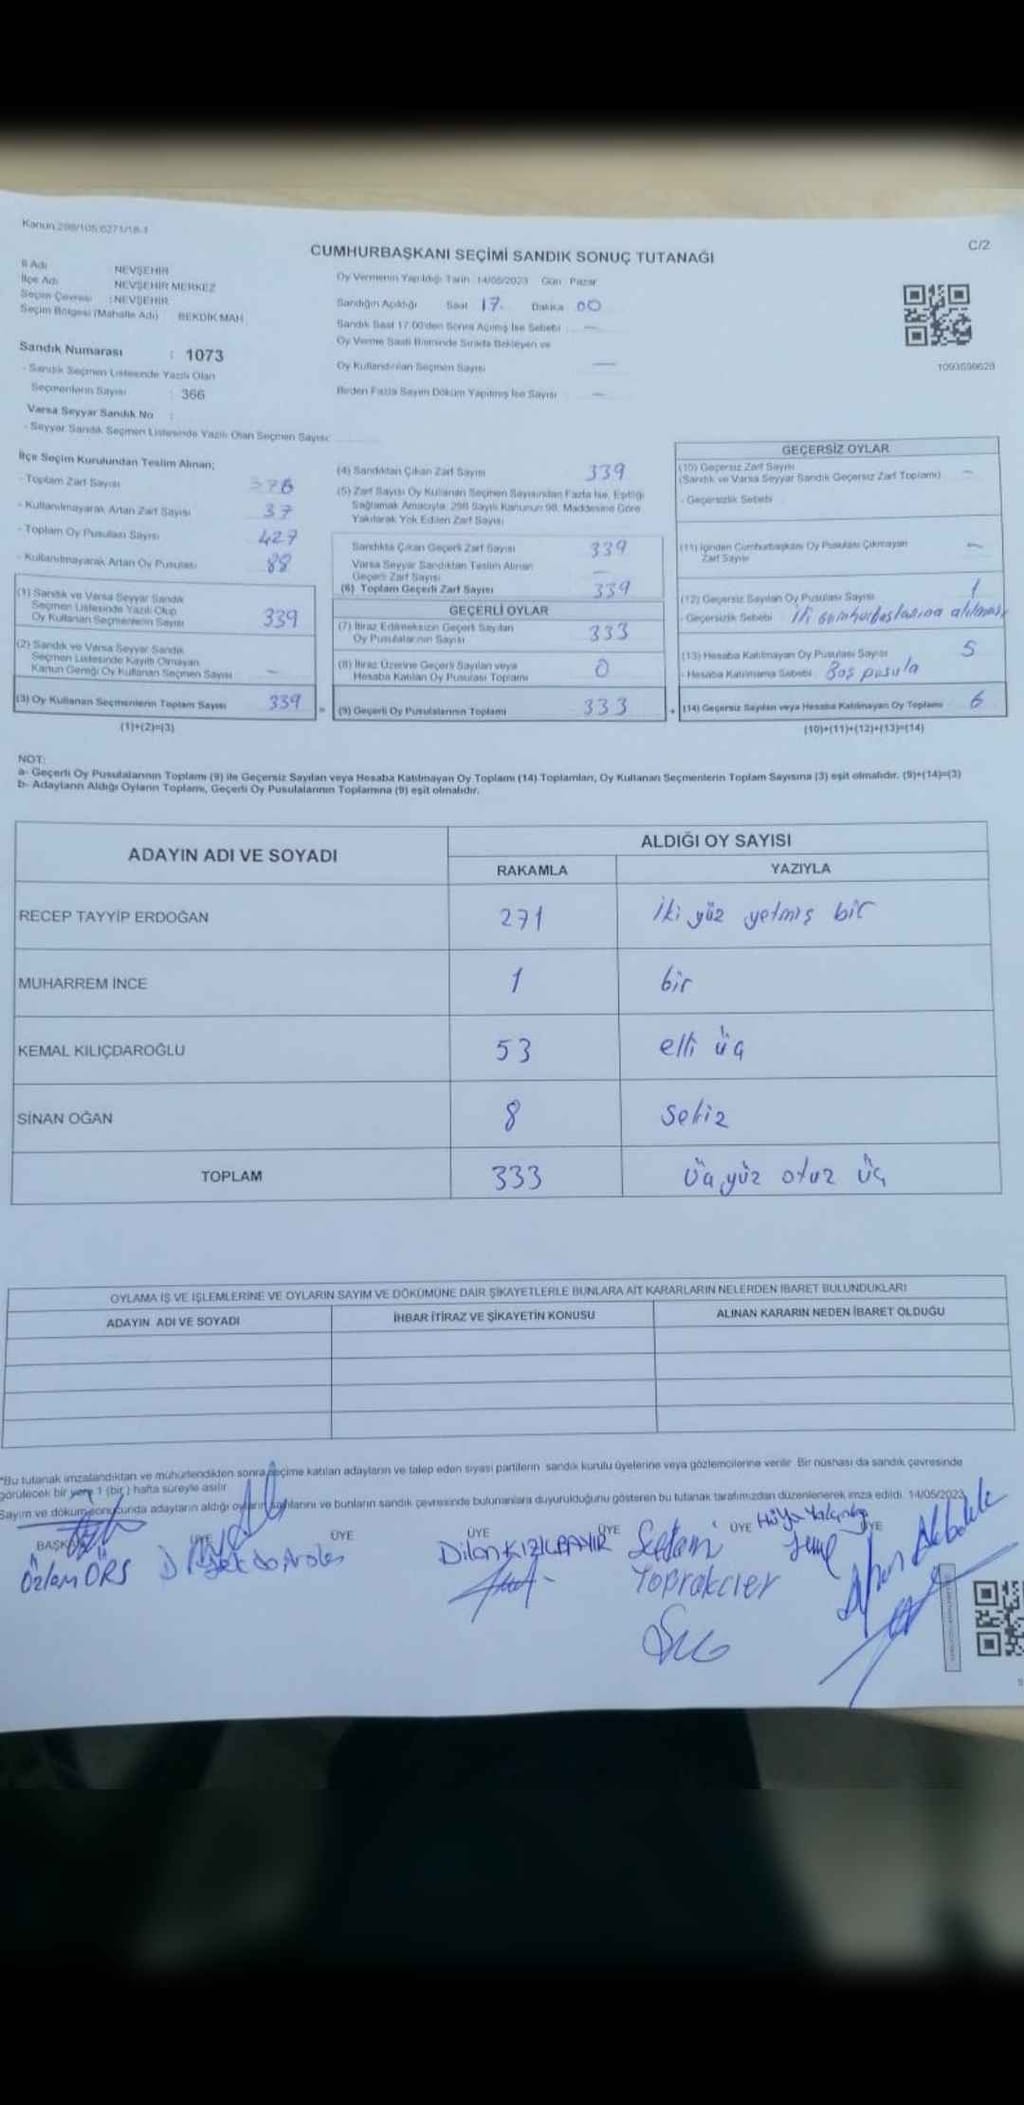 Kanun:298/105;6271/18-1
C/2
CUMHURBAŞKANI SEÇİMİ SANDIK SONUÇ TUTANAĞI
İl Adı NEVŞEHİR
İlçe Adı NEVŞEHİR MERKEZ
Seçim Çevresi : NEVŞEHİR
Seçim Bölgesi (Mahalle Adı) BEKDİK MAH.
Sandık Numarası : 1073
- Sandık Seçmen Listesinde Yazılı Olan
Seçmenlerin Sayısı : 366
Varsa Seyyar Sandık No :
- Seyyar Sandık Seçmen Listesinde Yazılı Olan Seçmen Sayısı:
Oy Vermenin Yapıldığı Tarih 14/05/2023 Gün Pazar
Sandığın Açıldığı Saat 17. Dakika 00
Sandık Saat 17.00'den Sonra Açılmış İse Sebebi —
Oy Verme Saati Bitiminde Sırada Bekleyen ve
Oy Kullandırılan Seçmen Sayısı —
Birden Fazla Sayım Döküm Yapılmış İse Sayısı —
1093599629
İlçe Seçim Kurulundan Teslim Alınan;
- Toplam Zarf Sayısı 376
- Kullanılmayarak Artan Zarf Sayısı 37
- Toplam Oy Pusulası Sayısı 427
- Kullanılmayarak Artan Oy Pusulası 88
(1) Sandık ve Varsa Seyyar Sandık
Seçmen Listesinde Yazılı Olup
Oy Kullanan Seçmenlerin Sayısı 339
(2) Sandık ve Varsa Seyyar Sandık
Seçmen Listesinde Kayıtlı Olmayan
Kanun Gereği Oy Kullanan Seçmen Sayısı —
(3) Oy Kullanan Seçmenlerin Toplam Sayısı 339
(1)+(2)=(3)
=
(4) Sandıktan Çıkan Zarf Sayısı 339
(5) Zarf Sayısı Oy Kullanan Seçmen Sayısından Fazla İse, Eşitliği
Sağlamak Amacıyla, 298 Sayılı Kanunun 98. Maddesine Göre
Yakılarak Yok Edilen Zarf Sayısı
Sandıkta Çıkan Geçerli Zarf Sayısı 339
Varsa Seyyar Sandıktan Teslim Alınan
Geçerli Zarf Sayısı —
(6) Toplam Geçerli Zarf Sayısı 339
GEÇERLİ OYLAR
(7) İtiraz Edilmeksizin Geçerli Sayılan
Oy Pusulalarının Sayısı 333
(8) İtiraz Üzerine Geçerli Sayılan veya
Hesaba Katılan Oy Pusulası Toplamı 0
(9) Geçerli Oy Pusulalarının Toplamı 333
+
GEÇERSİZ OYLAR
(10) Geçersiz Zarf Sayısı
(Sandık ve Varsa Seyyar Sandık Geçersiz Zarf Toplamı) —
- Geçersizlik Sebebi
(11) İçinden Cumhurbaşkanı Oy Pusulası Çıkmayan
Zarf Sayısı —
(12) Geçersiz Sayılan Oy Pusulası Sayısı 1
- Geçersizlik Sebebi İki cumhurbaşkanına atılması
(13) Hesaba Katılmayan Oy Pusulası Sayısı 5
- Hesaba Katılmama Sebebi Boş pusula
(14) Geçersiz Sayılan veya Hesaba Katılmayan Oy Toplamı 6
(10)+(11)+(12)+(13)=(14)
NOT:
a- Geçerli Oy Pusulalarının Toplamı (9) ile Geçersiz Sayılan veya Hesaba Katılmayan Oy Toplamı (14) Toplamları, Oy Kullanan Seçmenlerin Toplam Sayısına (3) eşit olmalıdır. (9)+(14)=(3)
b- Adayların Aldığı Oyların Toplamı, Geçerli Oy Pusulalarının Toplamına (9) eşit olmalıdır.
ADAYIN ADI VE SOYADI
ALDIĞI OY SAYISI
RAKAMLA YAZIYLA
RECEP TAYYİP ERDOĞAN 271 İki yüz yetmiş bir
MUHARREM İNCE 1 bir
KEMAL KILIÇDAROĞLU 53 elli üç
SİNAN OĞAN 8 sekiz
TOPLAM 333 üç yüz otuz üç
OYLAMA İŞ VE İŞLEMLERİNE VE OYLARIN SAYIM VE DÖKÜMÜNE DAİR ŞİKAYETLERLE BUNLARA AİT KARARLARIN NELERDEN İBARET BULUNDUKLARI
ADAYIN ADI VE SOYADI İHBAR İTİRAZ VE ŞİKAYETİN KONUSU ALINAN KARARIN NEDEN İBARET OLDUĞU
*Bu tutanak imzalandıktan ve mühürlendikten sonra seçime katılan adayların ve talep eden siyasi partilerin sandık kurulu üyelerine veya gözlemcilerine verilir. Bir nüshası da sandık çevresinde
görülecek bir yere 1 (bir) hafta süreyle asılır.
Sayım ve döküm sonucunda adayların aldığı oyların sayılarını ve bunların sandık çevresinde bulunanlara duyurulduğunu gösteren bu tutanak tarafımızdan düzenlenerek imza edildi. 14/05/2023
BAŞKAN ÜYE ÜYE ÜYE ÜYE ÜYE ÜYE
Özlem ÖRS
Dilan KIZILBAYIR
Toprakcıer